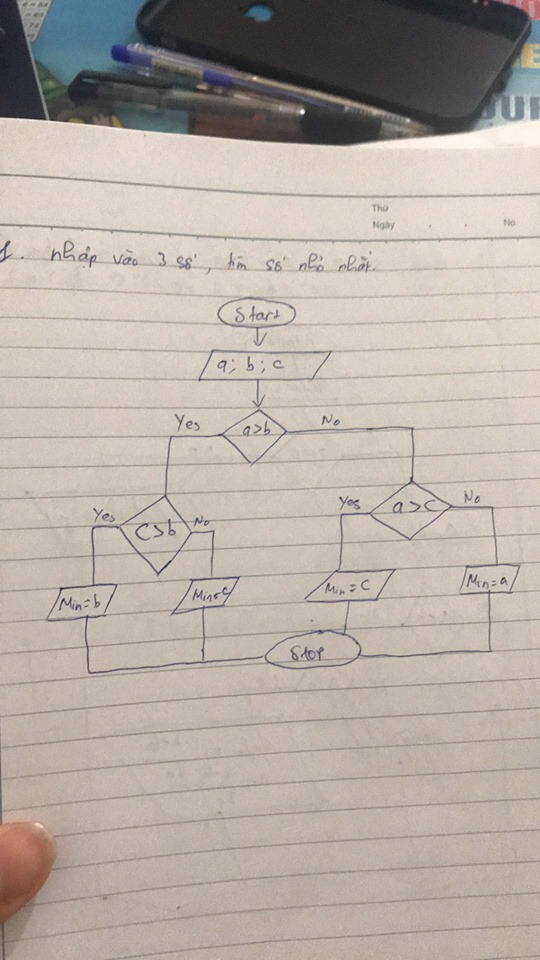 Thứ
Ngày . . No.
1. Nhập vào 3 số, tìm số nhỏ nhất.
Start
a; b; c
Yes a>b No
Yes C>b No
Yes a>C No
Min=b
Min=C
Min=C
Min=a
Stop